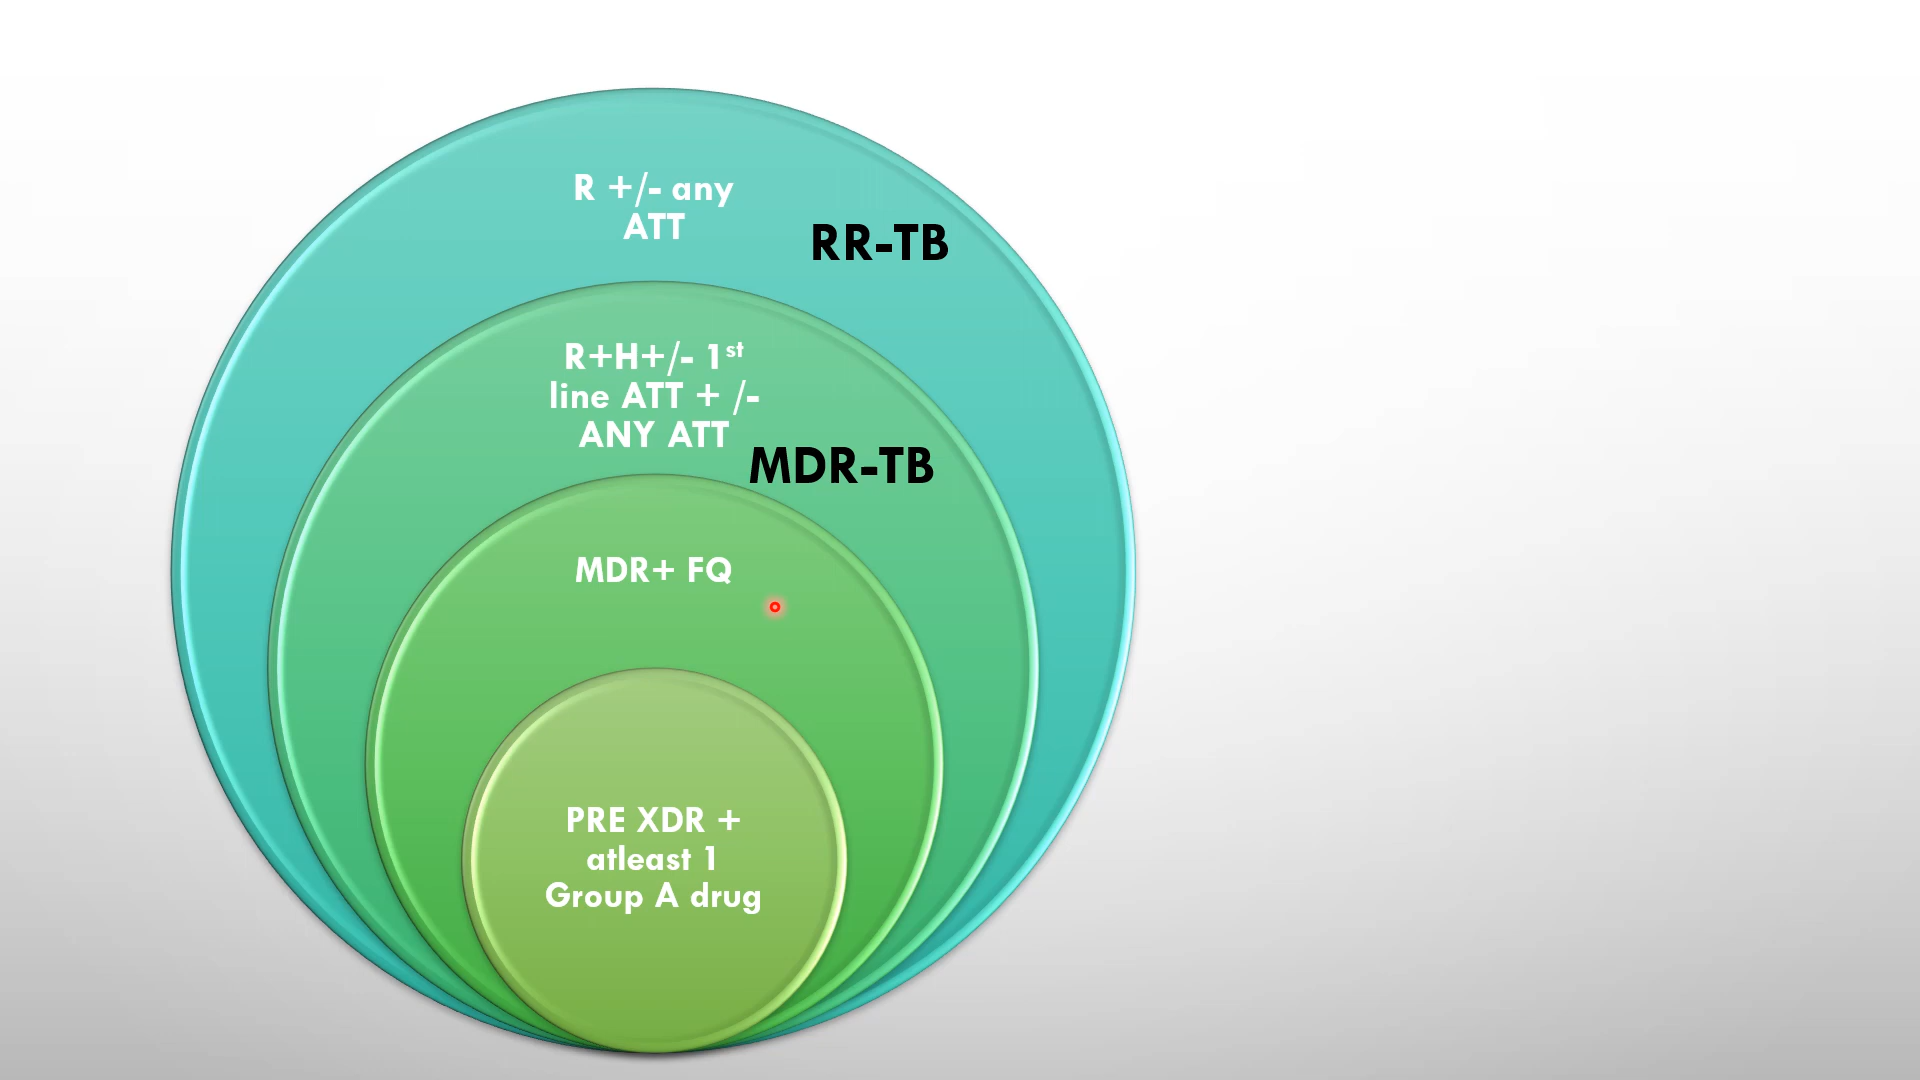 R +/- any
ATT
RR-TB
R+H+/- 1st
line ATT + /-
ANY ATT
MDR-TB
MDR+ FQ
PRE XDR +
atleast 1
Group A drug